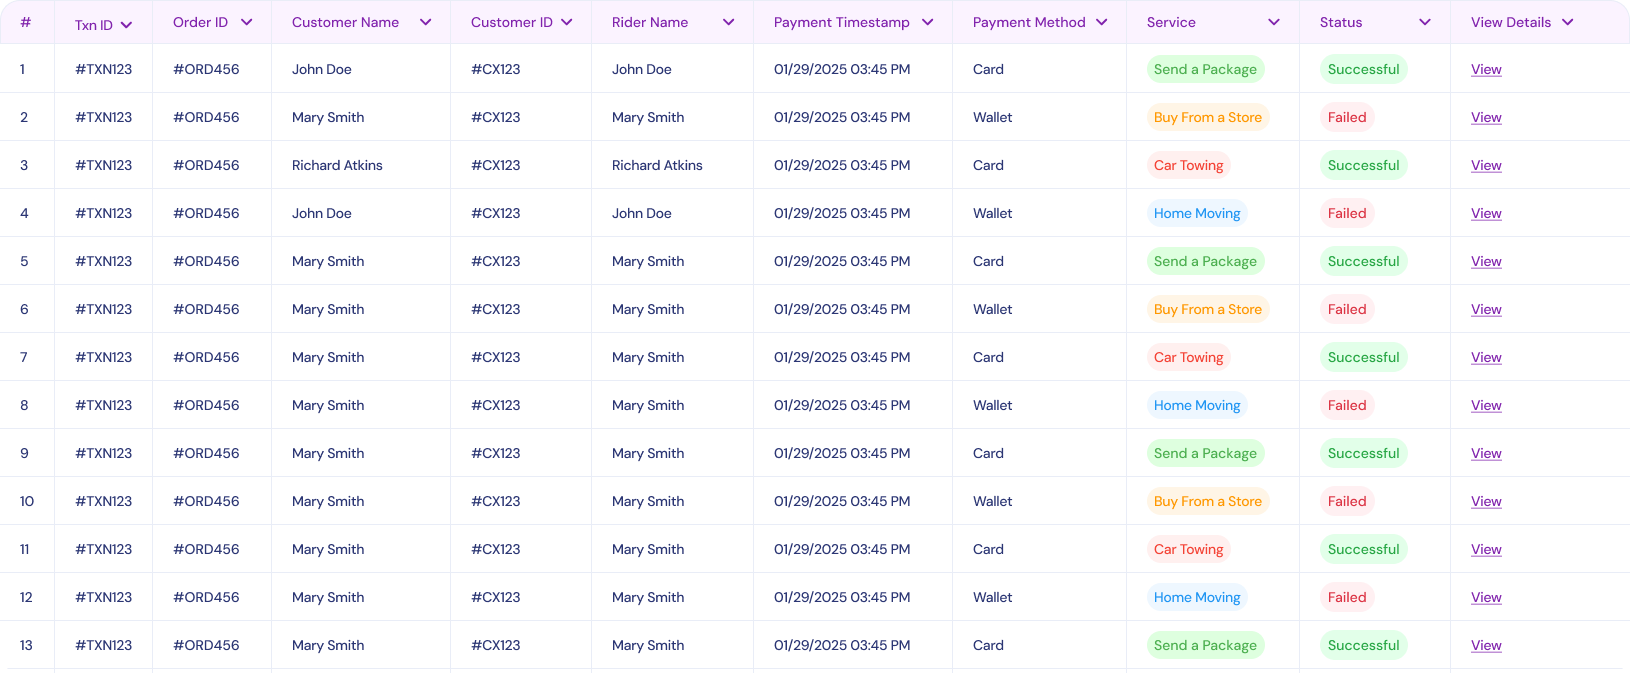 # Txn ID Order ID Customer Name Customer ID Rider Name Payment Timestamp Payment Method Service Status View Details
1 #TXN123 #ORD456 John Doe #CX123 John Doe 01/29/2025 03:45 PM Card Send a Package Successful View
2 #TXN123 #ORD456 Mary Smith #CX123 Mary Smith 01/29/2025 03:45 PM Wallet Buy From a Store Failed View
3 #TXN123 #ORD456 Richard Atkins #CX123 Richard Atkins 01/29/2025 03:45 PM Card Car Towing Successful View
4 #TXN123 #ORD456 John Doe #CX123 John Doe 01/29/2025 03:45 PM Wallet Home Moving Failed View
5 #TXN123 #ORD456 Mary Smith #CX123 Mary Smith 01/29/2025 03:45 PM Card Send a Package Successful View
6 #TXN123 #ORD456 Mary Smith #CX123 Mary Smith 01/29/2025 03:45 PM Wallet Buy From a Store Failed View
7 #TXN123 #ORD456 Mary Smith #CX123 Mary Smith 01/29/2025 03:45 PM Card Car Towing Successful View
8 #TXN123 #ORD456 Mary Smith #CX123 Mary Smith 01/29/2025 03:45 PM Wallet Home Moving Failed View
9 #TXN123 #ORD456 Mary Smith #CX123 Mary Smith 01/29/2025 03:45 PM Card Send a Package Successful View
10 #TXN123 #ORD456 Mary Smith #CX123 Mary Smith 01/29/2025 03:45 PM Wallet Buy From a Store Failed View
11 #TXN123 #ORD456 Mary Smith #CX123 Mary Smith 01/29/2025 03:45 PM Card Car Towing Successful View
12 #TXN123 #ORD456 Mary Smith #CX123 Mary Smith 01/29/2025 03:45 PM Wallet Home Moving Failed View
13 #TXN123 #ORD456 Mary Smith #CX123 Mary Smith 01/29/2025 03:45 PM Card Send a Package Successful View